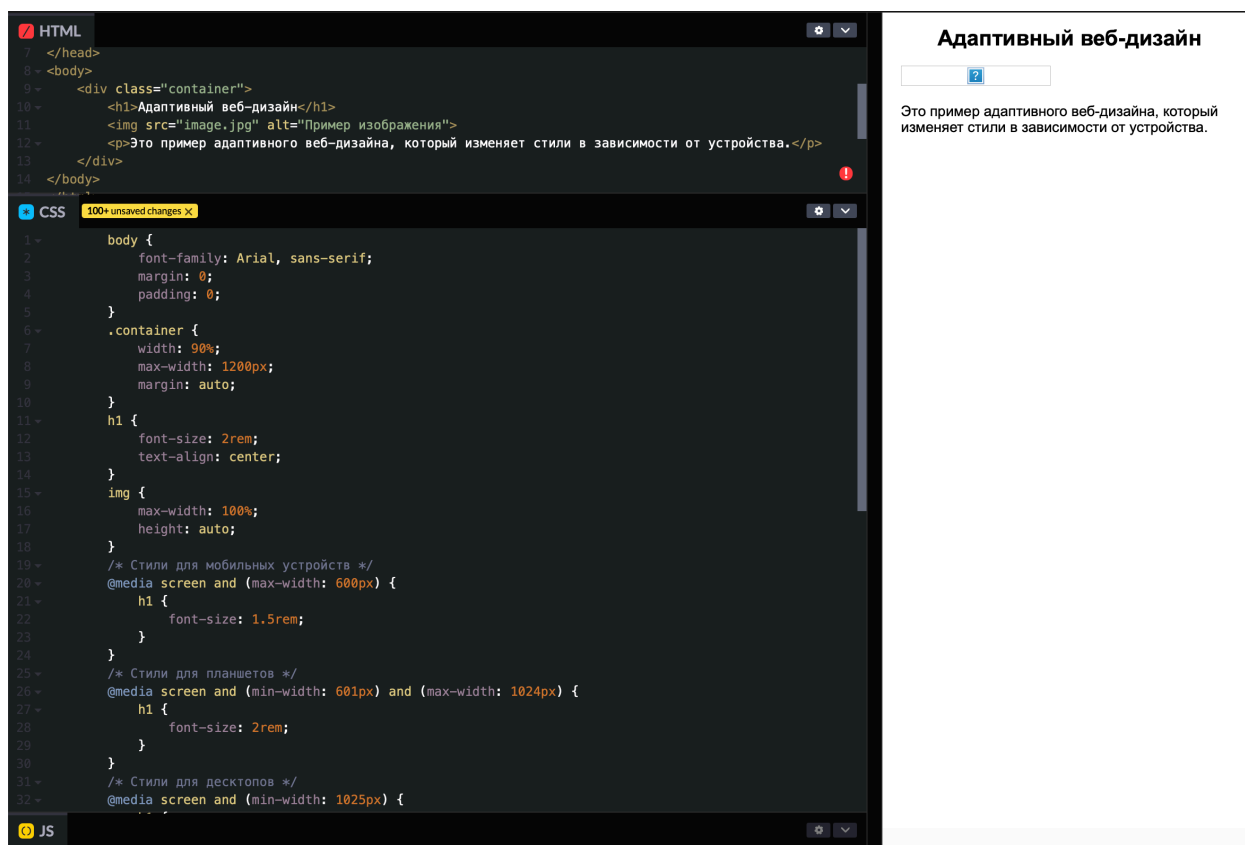 HTML
7 </head>
8 <body>
9 <div class="container">
10 <h1>Адаптивный веб-дизайн</h1>
11 <img src="image.jpg" alt="Пример изображения">
12 <p>Это пример адаптивного веб-дизайна, который изменяет стили в зависимости от устройства.</p>
13 </div>
14 </body>
CSS 100+ unsaved changes X
1 body {
2 font-family: Arial, sans-serif;
3 margin: 0;
4 padding: 0;
5 }
6 .container {
7 width: 90%;
8 max-width: 1200px;
9 margin: auto;
10 }
11 h1 {
12 font-size: 2rem;
13 text-align: center;
14 }
15 img {
16 max-width: 100%;
17 height: auto;
18 }
19 /* Стили для мобильных устройств */
20 @media screen and (max-width: 600px) {
21 h1 {
22 font-size: 1.5rem;
23 }
24 }
25 /* Стили для планшетов */
26 @media screen and (min-width: 601px) and (max-width: 1024px) {
27 h1 {
28 font-size: 2rem;
29 }
30 }
31 /* Стили для десктопов */
32 @media screen and (min-width: 1025px) {
JS
Адаптивный веб-дизайн
?
Это пример адаптивного веб-дизайна, который
изменяет стили в зависимости от устройства.